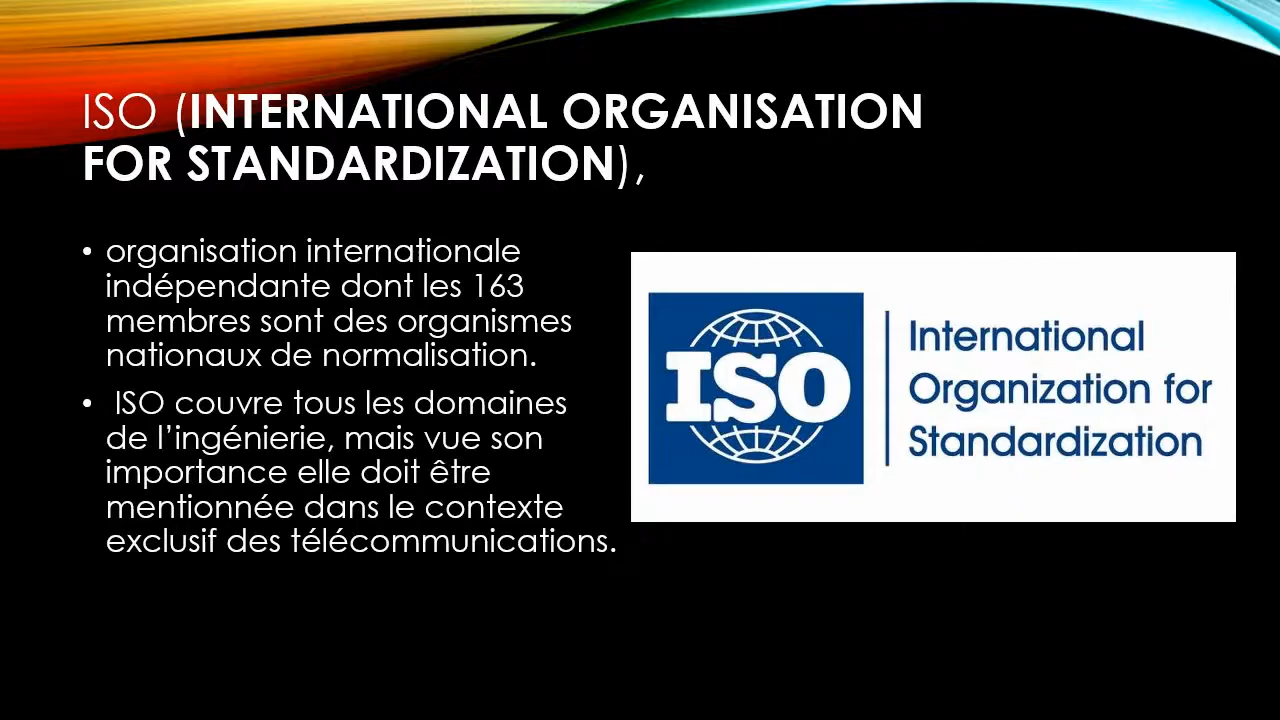 ISO (INTERNATIONAL ORGANISATION
FOR STANDARDIZATION),
• organisation internationale
indépendante dont les 163
membres sont des organismes
nationaux de normalisation.
• ISO couvre tous les domaines
de l’ingénierie, mais vue son
importance elle doit être
mentionnée dans le contexte
exclusif des télécommunications.
ISO
International
Organization for
Standardization